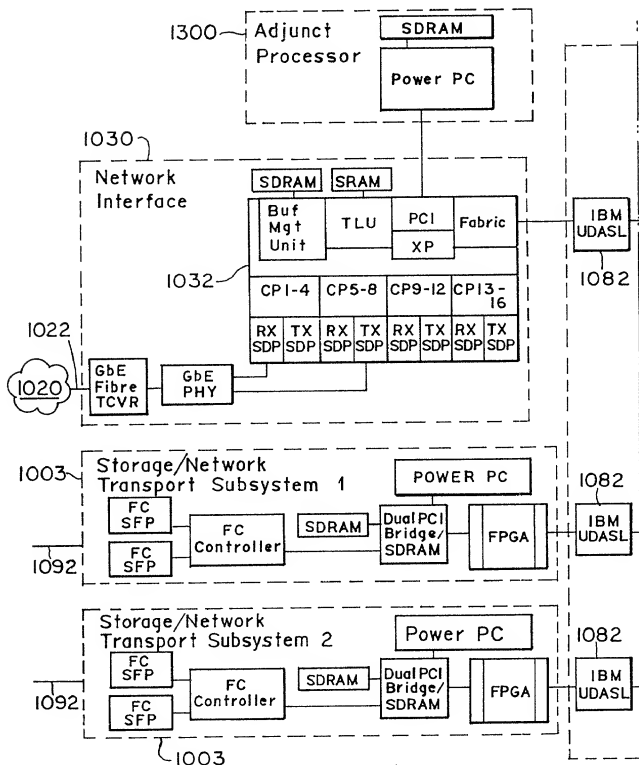 1300
Adjunct
Processor
SDRAM
Power PC
1030
Network
Interface
SDRAM
SRAM
Buf
Mgt
Unit
TLU
PCI
XP
Fabric
IBM
UDASL
1082
1032
CP1-4
CP5-8
CP9-12
CP13-
16
RX
SDP
TX
SDP
RX
SDP
TX
SDP
RX
SDP
TX
SDP
RX
SDP
TX
SDP
1022
1020
GbE
Fibre
TCVR
GbE
PHY
1003
Storage/Network
Transport Subsystem 1
POWER PC
1082
FC
SFP
FC
SFP
FC
Controller
SDRAM
Dual PCI
Bridge/
SDRAM
FPGA
IBM
UDASL
1092
Storage/Network
Transport Subsystem 2
Power PC
1082
FC
SFP
FC
SFP
FC
Controller
SDRAM
Dual PCI
Bridge/
SDRAM
FPGA
IBM
UDASL
1092
1003